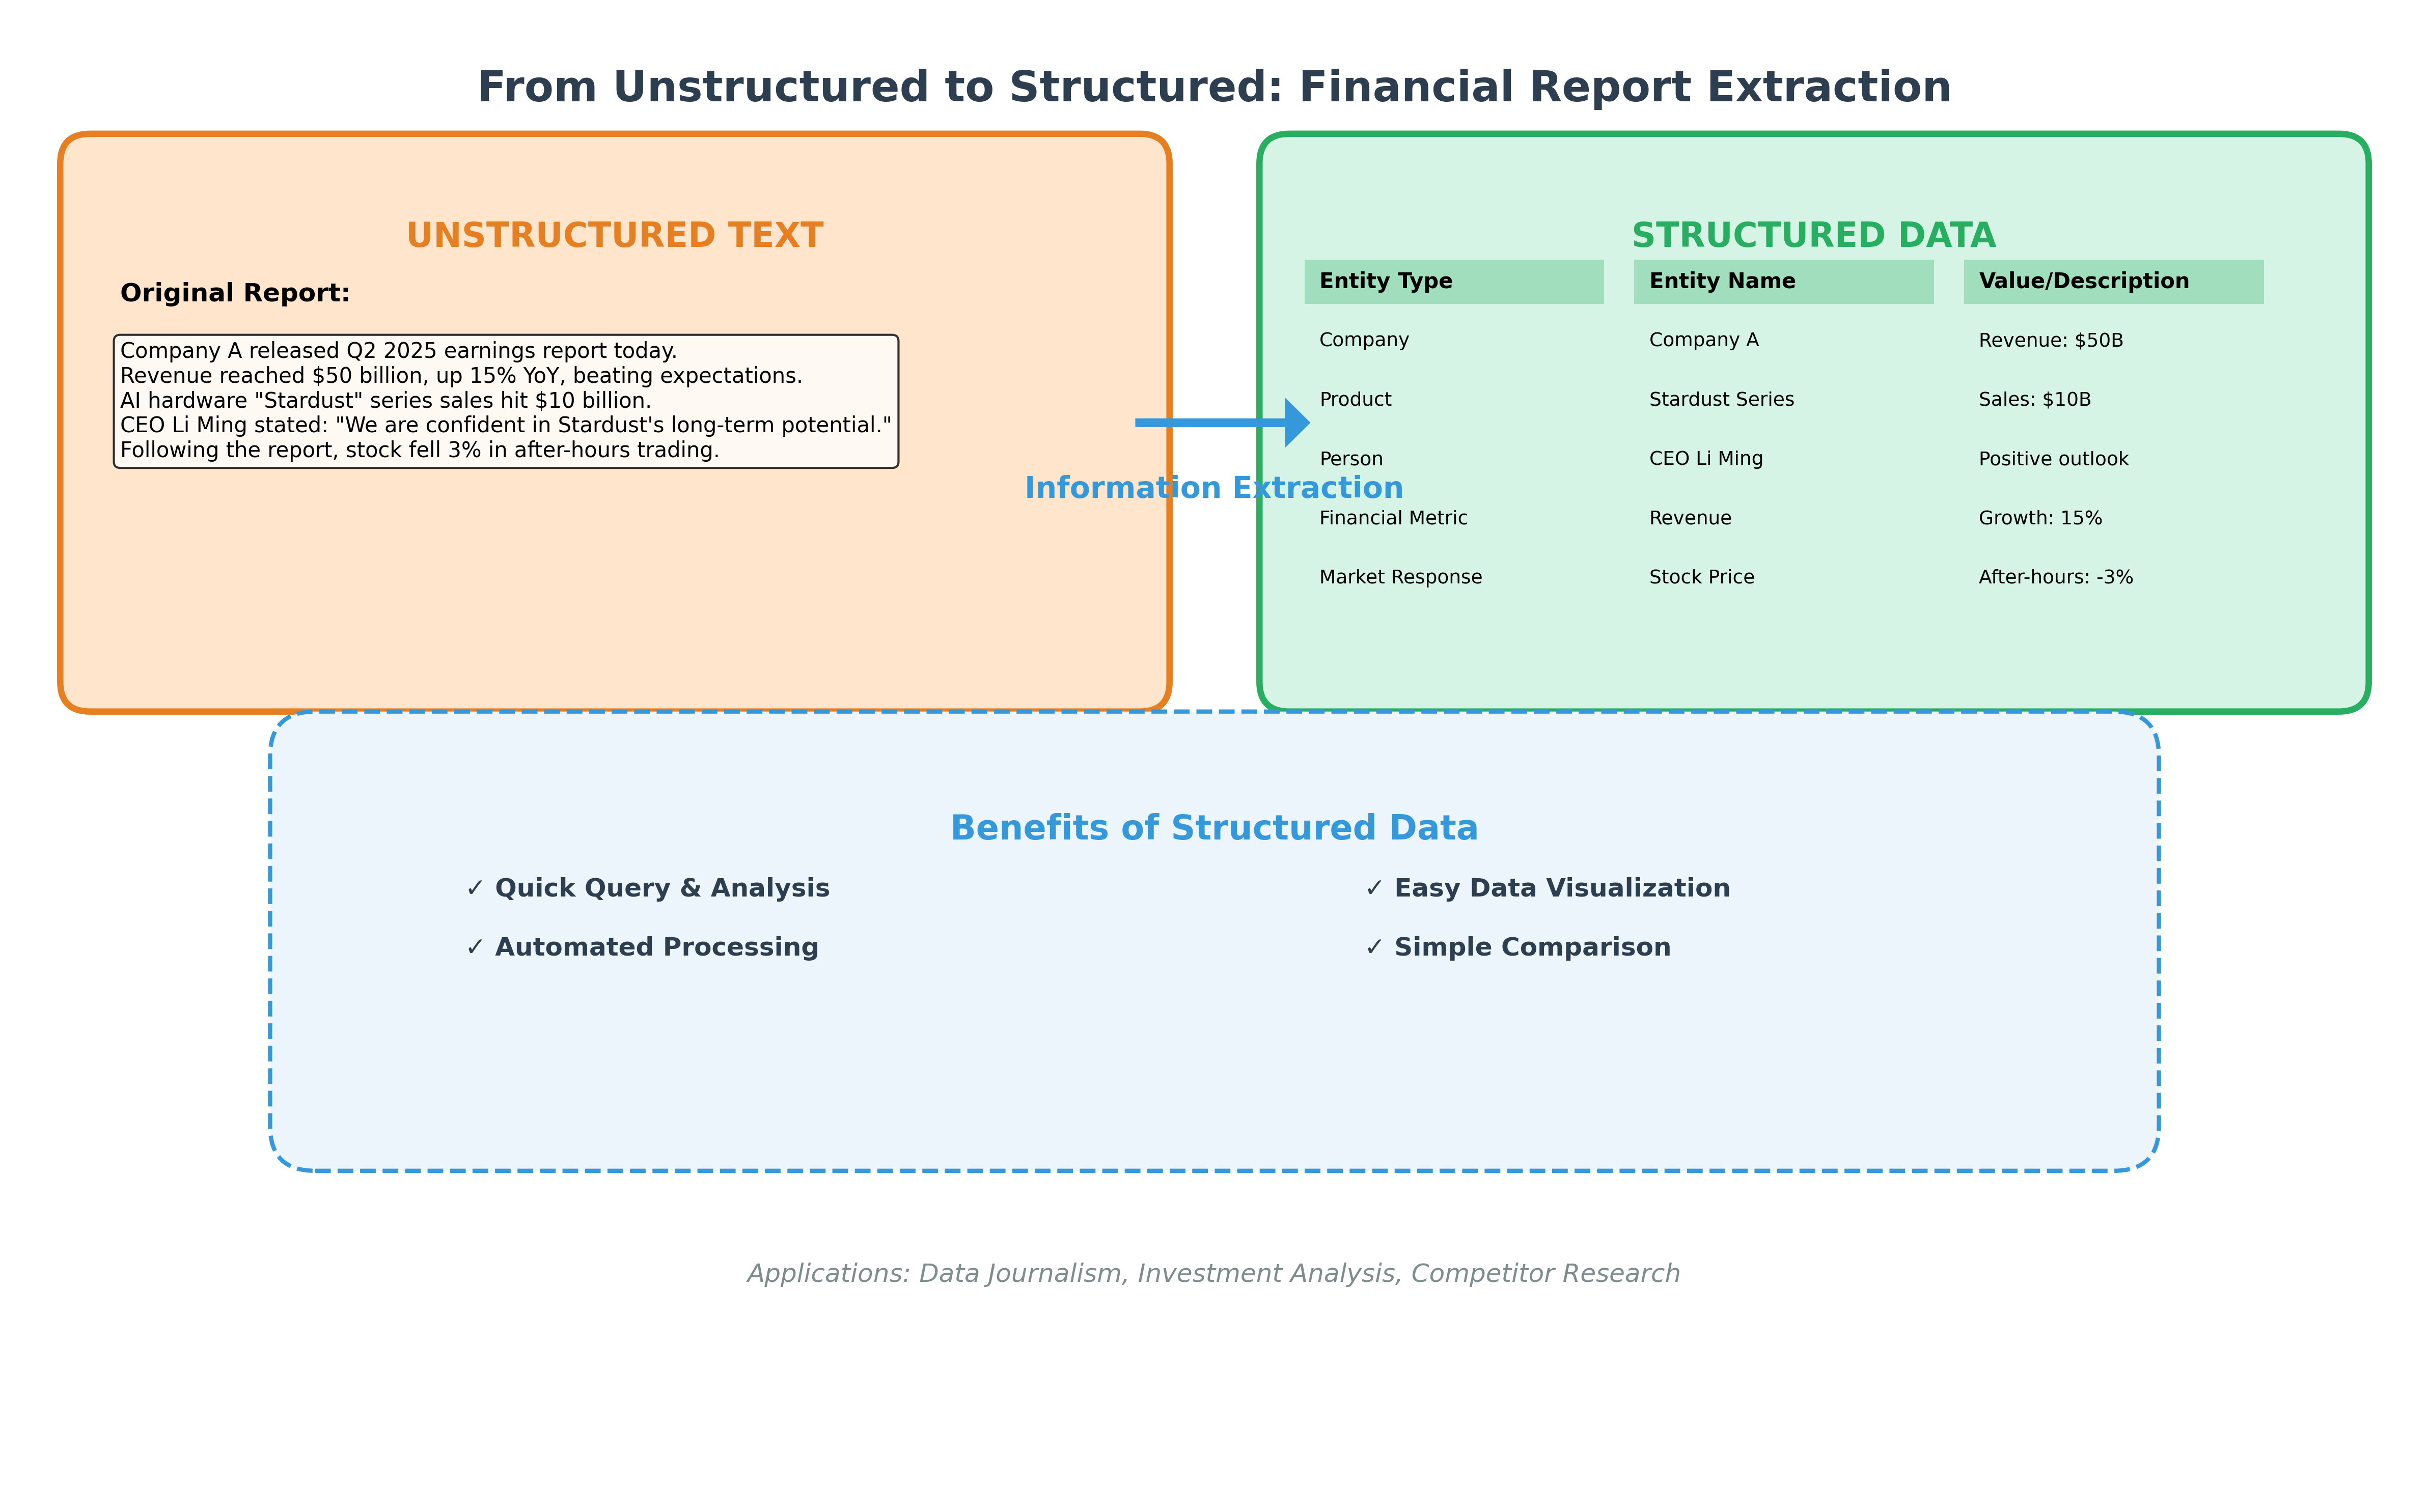 From Unstructured to Structured: Financial Report Extraction
UNSTRUCTURED TEXT
Original Report:
Company A released Q2 2025 earnings report today.
Revenue reached $50 billion, up 15% YoY, beating expectations.
AI hardware "Stardust" series sales hit $10 billion.
CEO Li Ming stated: "We are confident in Stardust's long-term potential."
Following the report, stock fell 3% in after-hours trading.
Information Extraction
STRUCTURED DATA
Entity Type Entity Name Value/Description
Company Company A Revenue: $50B
Product Stardust Series Sales: $10B
Person CEO Li Ming Positive outlook
Financial Metric Revenue Growth: 15%
Market Response Stock Price After-hours: -3%
Benefits of Structured Data
✓ Quick Query & Analysis ✓ Easy Data Visualization
✓ Automated Processing ✓ Simple Comparison
Applications: Data Journalism, Investment Analysis, Competitor Research